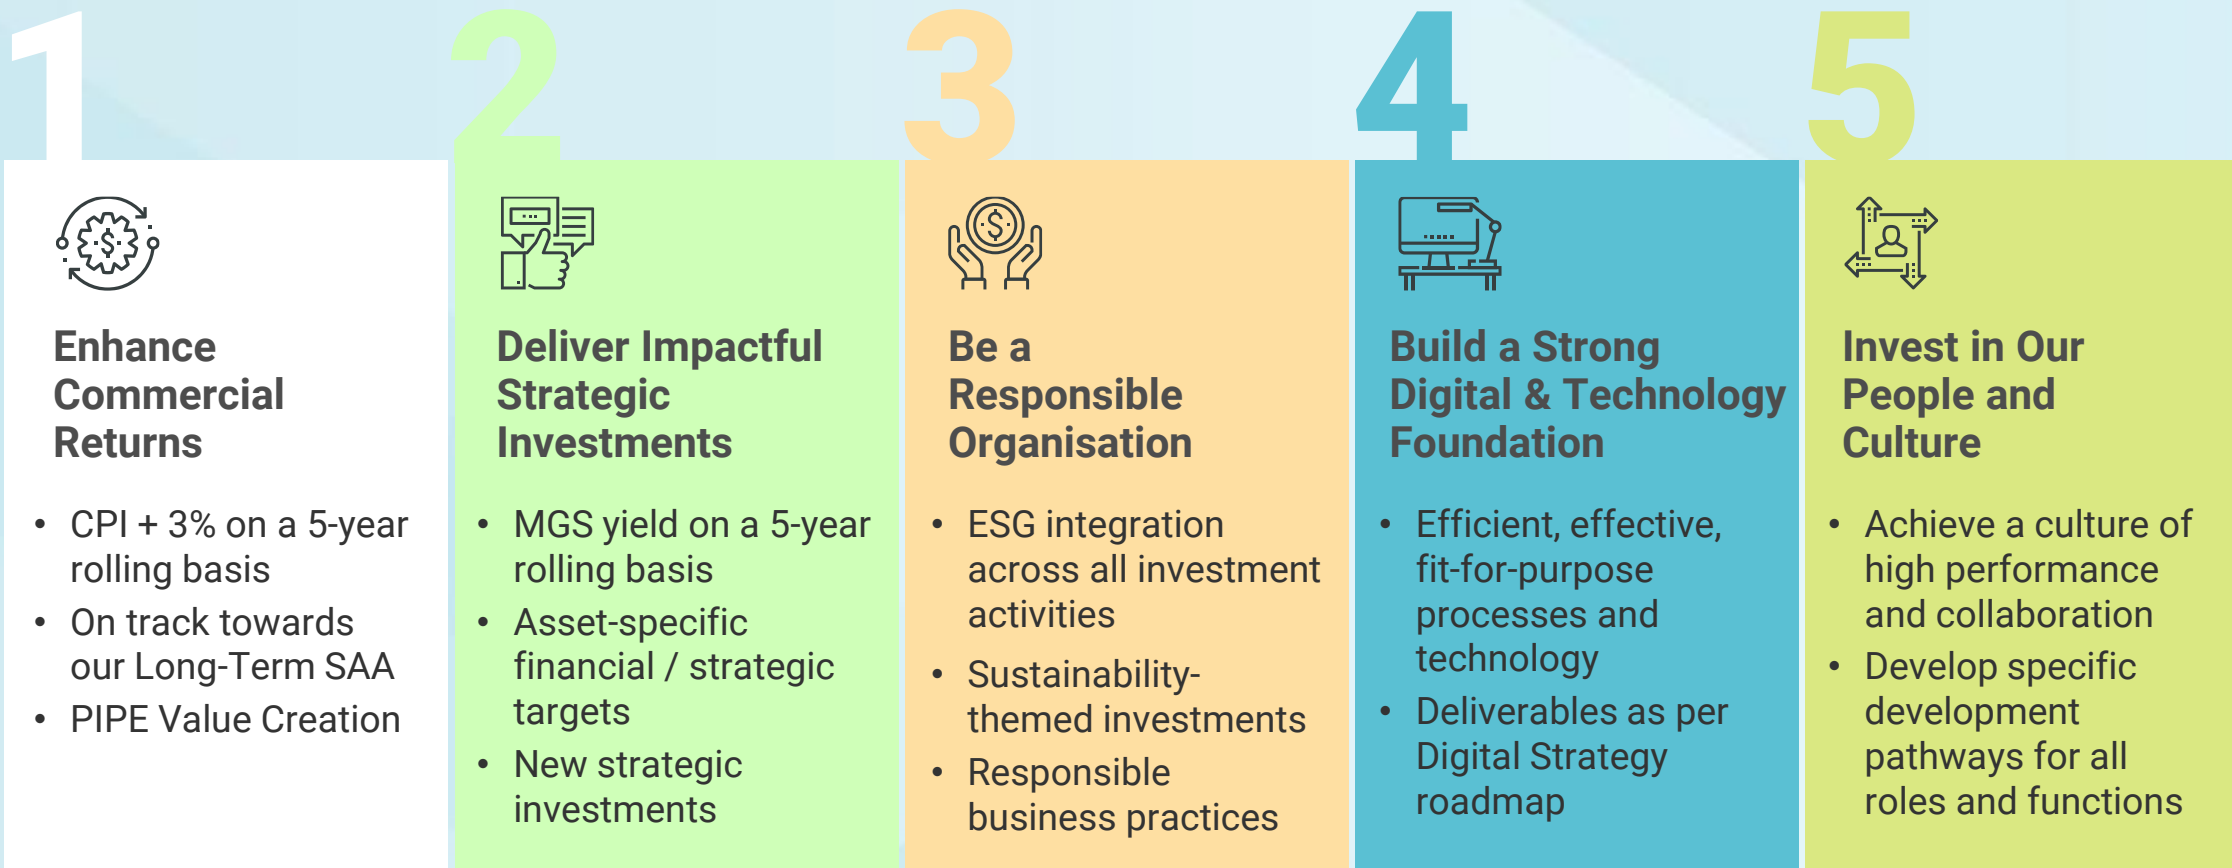 1
Enhance
Commercial
Returns
• CPI + 3% on a 5-year
rolling basis
• On track towards
our Long-Term SAA
• PIPE Value Creation
2
Deliver Impactful
Strategic
Investments
• MGS yield on a 5-year
rolling basis
• Asset-specific
financial / strategic
targets
• New strategic
investments
3
Be a
Responsible
Organisation
• ESG integration
across all investment
activities
• Sustainability-
themed investments
• Responsible
business practices
4
Build a Strong
Digital & Technology
Foundation
• Efficient, effective,
fit-for-purpose
processes and
technology
• Deliverables as per
Digital Strategy
roadmap
5
Invest in Our
People and
Culture
• Achieve a culture of
high performance
and collaboration
• Develop specific
development
pathways for all
roles and functions